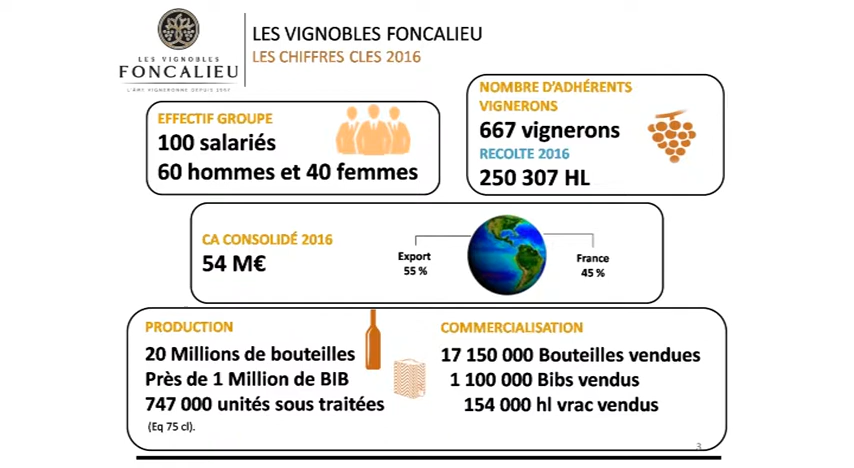 LES VIGNOBLES
FONCALIEU
L'ÂME VIGNERONNE DEPUIS 1967
LES VIGNOBLES FONCALIEU
LES CHIFFRES CLES 2016
EFFECTIF GROUPE
100 salariés
60 hommes et 40 femmes
NOMBRE D'ADHÉRENTS
VIGNERONS
667 vignerons
RECOLTE 2016
250 307 HL
CA CONSOLIDÉ 2016
54 M€
Export
55 %
France
45 %
PRODUCTION
20 Millions de bouteilles
Près de 1 Million de BIB
747 000 unités sous traitées
(Eq 75 cl).
COMMERCIALISATION
17 150 000 Bouteilles vendues
1 100 000 Bibs vendus
154 000 hl vrac vendus
3